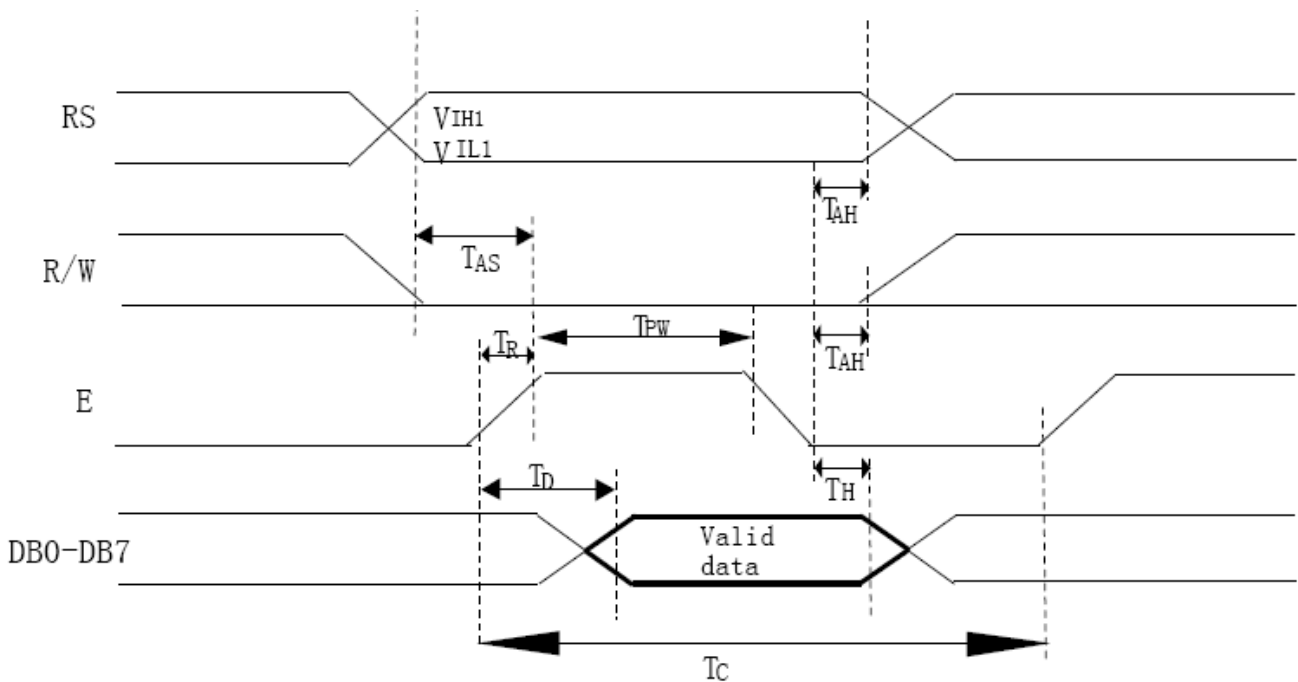 RS
VIH1
VIL1
TAH
R/W
TAS
TPW
TR
TAH
E
TD
TH
DB0-DB7
Valid
data
TC